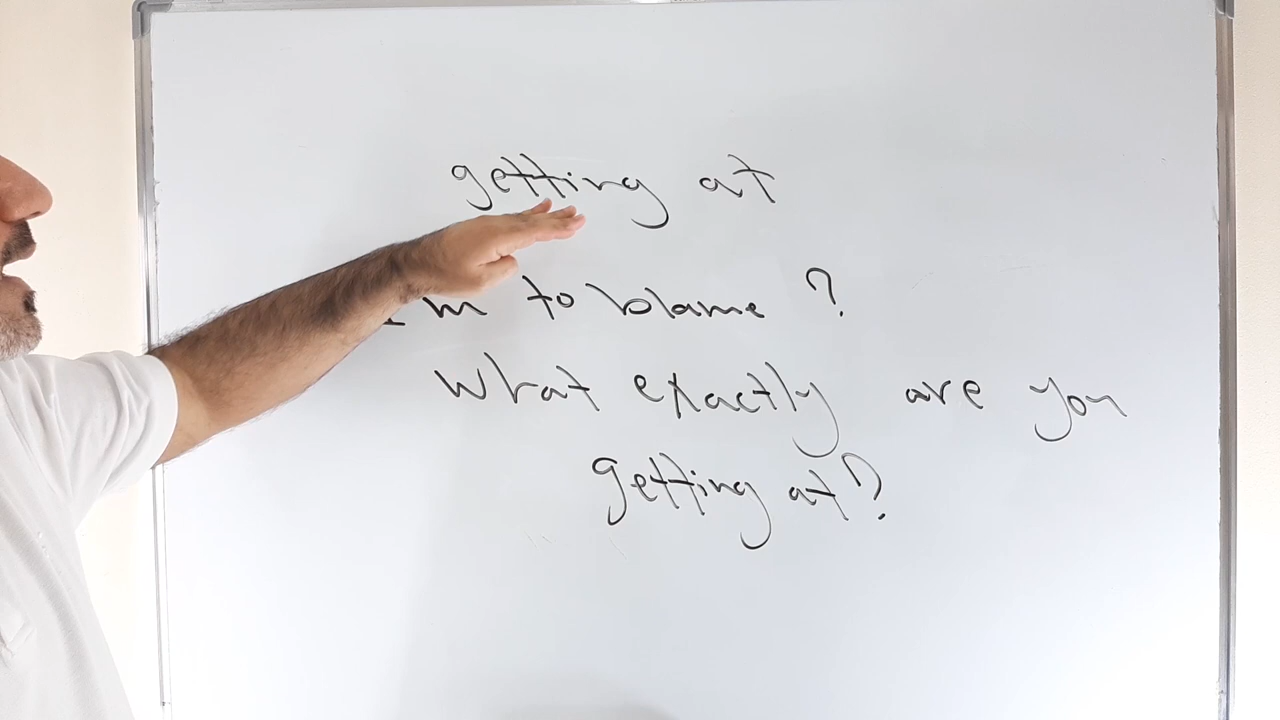 getting at
to blame ?
What exactly are you
getting at?